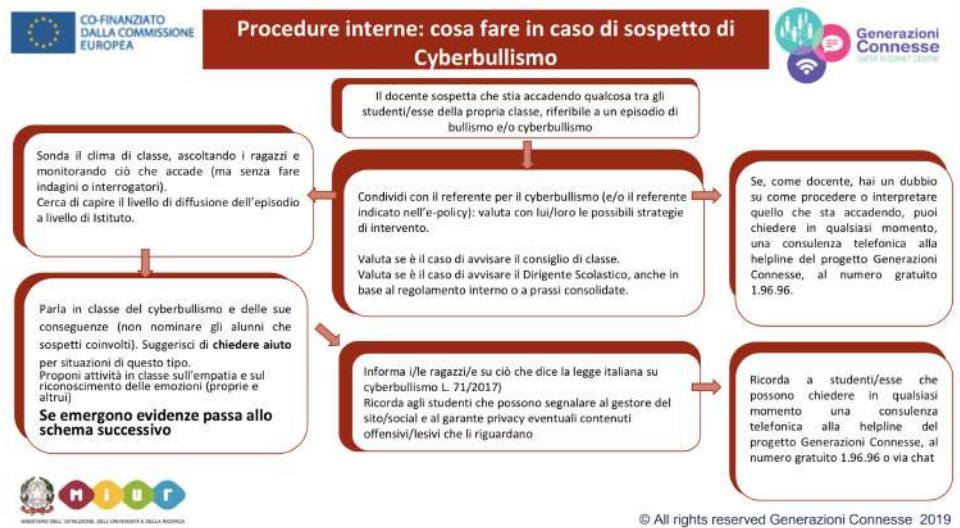 CO-FINANZIATO
DALLA COMMISSIONE
EUROPEA
Procedure interne: cosa fare in caso di sospetto di
Cyberbullismo
Generazioni
Connesse
SAFER INTERNET CENTRE
Il docente sospetta che stia accadendo qualcosa tra gli
studenti/esse della propria classe, riferibile a un episodio di
bullismo e/o cyberbullismo
Sonda il clima di classe, ascoltando i ragazzi e
monitorando ciò che accade (ma senza fare
indagini o interrogatori).
Cerca di capire il livello di diffusione dell'episodio
a livello di Istituto.
Condividi con il referente per il cyberbullismo (e/o il referente
indicato nell'e-policy): valuta con lui/loro le possibili strategie
di intervento.
Valuta se è il caso di avvisare il consiglio di classe.
Valuta se è il caso di avvisare il Dirigente Scolastico, anche in
base al regolamento interno o a prassi consolidate.
Se, come docente, hai un dubbio
su come procedere o interpretare
quello che sta accadendo, puoi
chiedere in qualsiasi momento,
una consulenza telefonica alla
helpline del progetto Generazioni
Connesse, al numero gratuito
1.96.96.
Parla in classe del cyberbullismo e delle sue
conseguenze (non nominare gli alunni che
sospetti coinvolti). Suggerisci di chiedere aiuto
per situazioni di questo tipo.
Proponi attività in classe sull'empatia e sul
riconoscimento delle emozioni (proprie e
altrui)
Se emergono evidenze passa allo
schema successivo
Informa i/le ragazzi/e su ciò che dice la legge italiana su
cyberbullismo L. 71/2017)
Ricorda agli studenti che possono segnalare al gestore del
sito/social e al garante privacy eventuali contenuti
offensivi/lesivi che li riguardano
Ricorda a studenti/esse che
possono chiedere in qualsiasi
momento una consulenza
telefonica alla helpline del
progetto Generazioni Connesse, al
numero gratuito 1.96.96 o via chat
M i U r
MINISTERO DELL'ISTRUZIONE, DELL'UNIVERSITÀ E DELLA RICERCA
© All rights reserved Generazioni Connesse 2019